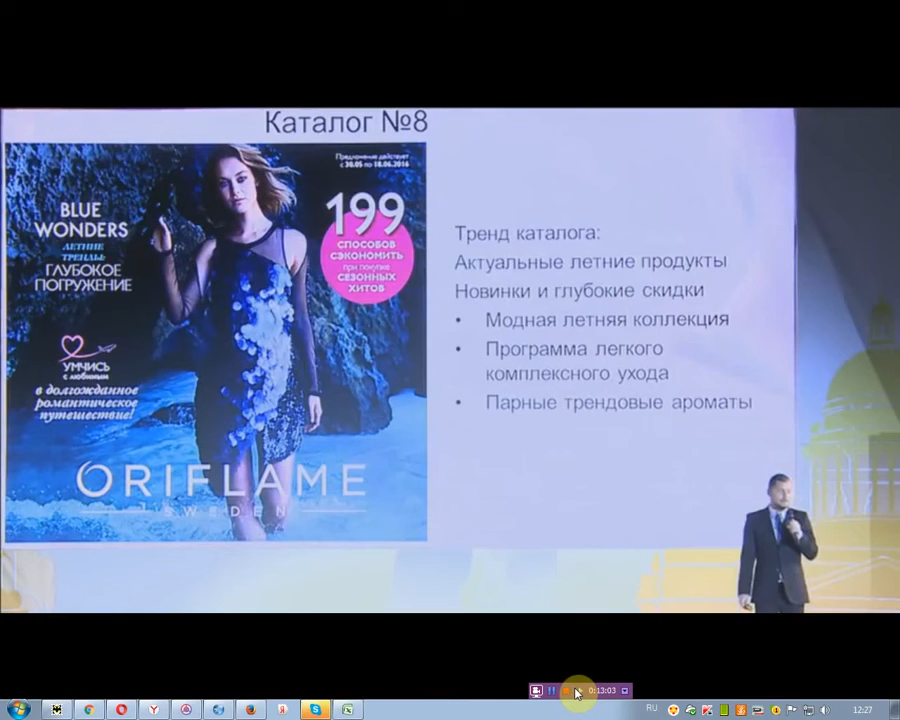 Каталог №8
Предложение действует
с 30.05 по 18.06.2016
BLUE
WONDERS
ЛЕТНИЕ
ТРЕНДЫ:
ГЛУБОКОЕ
ПОГРУЖЕНИЕ
199
СПОСОБОВ
СЭКОНОМИТЬ
при покупке
СЕЗОННЫХ
ХИТОВ
УМЧИСЬ
с любимым
в долгожданное
романтическое
путешествие!
ORIFLAME
SWEDEN
Тренд каталога:
Актуальные летние продукты
Новинки и глубокие скидки
• Модная летняя коллекция
• Программа легкого
комплексного ухода
• Парные трендовые ароматы
0:13:03
RU
12:27